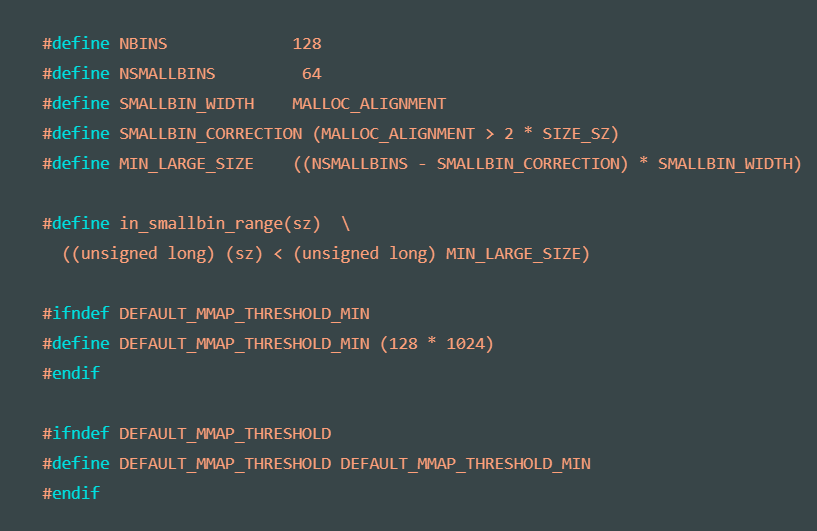 #define NBINS             128
#define NSMALLBINS         64
#define SMALLBIN_WIDTH    MALLOC_ALIGNMENT
#define SMALLBIN_CORRECTION (MALLOC_ALIGNMENT > 2 * SIZE_SZ)
#define MIN_LARGE_SIZE    ((NSMALLBINS - SMALLBIN_CORRECTION) * SMALLBIN_WIDTH)

#define in_smallbin_range(sz)  \
  ((unsigned long) (sz) < (unsigned long) MIN_LARGE_SIZE)

#ifndef DEFAULT_MMAP_THRESHOLD_MIN
#define DEFAULT_MMAP_THRESHOLD_MIN (128 * 1024)
#endif

#ifndef DEFAULT_MMAP_THRESHOLD
#define DEFAULT_MMAP_THRESHOLD DEFAULT_MMAP_THRESHOLD_MIN
#endif